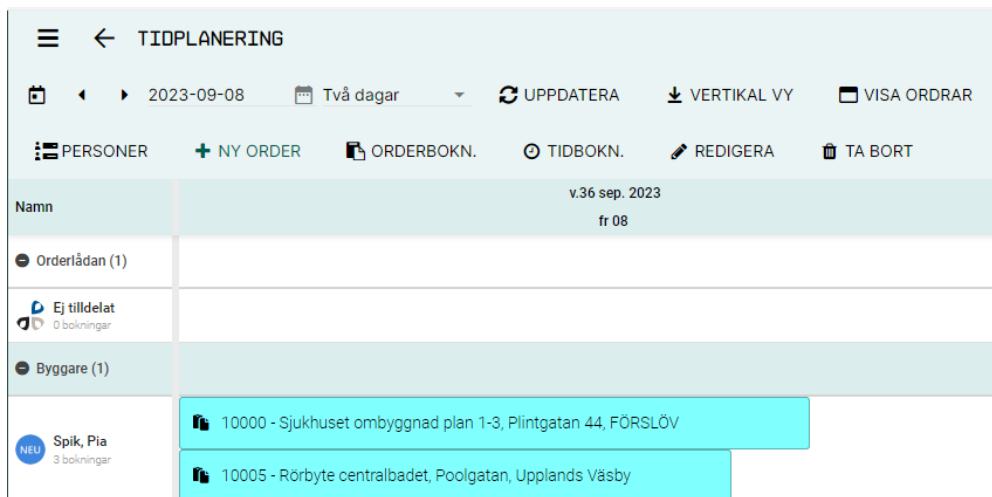 TIDPLANERING
2023-09-08 Två dagar UPPDATERA VERTIKAL VY VISA ORDRAR
PERSONER NY ORDER ORDERBOKN. TIDBOKN. REDIGERA TA BORT
Namn
v.36 sep. 2023
fr 08
Orderlådan (1)
Ej tilldelat
0 bokningar
Byggare (1)
NEU
Spik, Pia
3 bokningar
10000 - Sjukhuset ombyggnad plan 1-3, Plintgatan 44, FÖRSLÖV
10005 - Rörbyte centralbadet, Poolgatan, Upplands Väsby